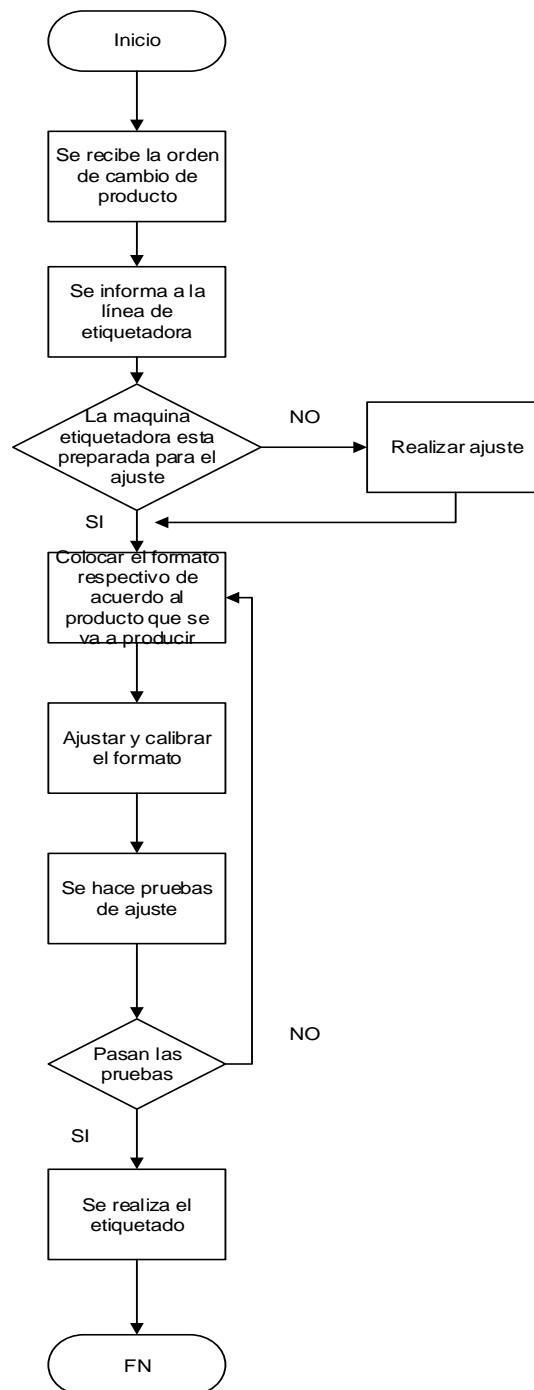 Inicio
Se recibe la orden
de cambio de
producto
Se informa a la
línea de
etiquetadora
La maquina
etiquetadora esta
preparada para el
ajuste
NO
Realizar ajuste
SI
Colocar el formato
respectivo de
acuerdo al
producto que se
va a producir
Ajustar y calibrar
el formato
Se hace pruebas
de ajuste
NO
Pasan las
pruebas
SI
Se realiza el
etiquetado
FN